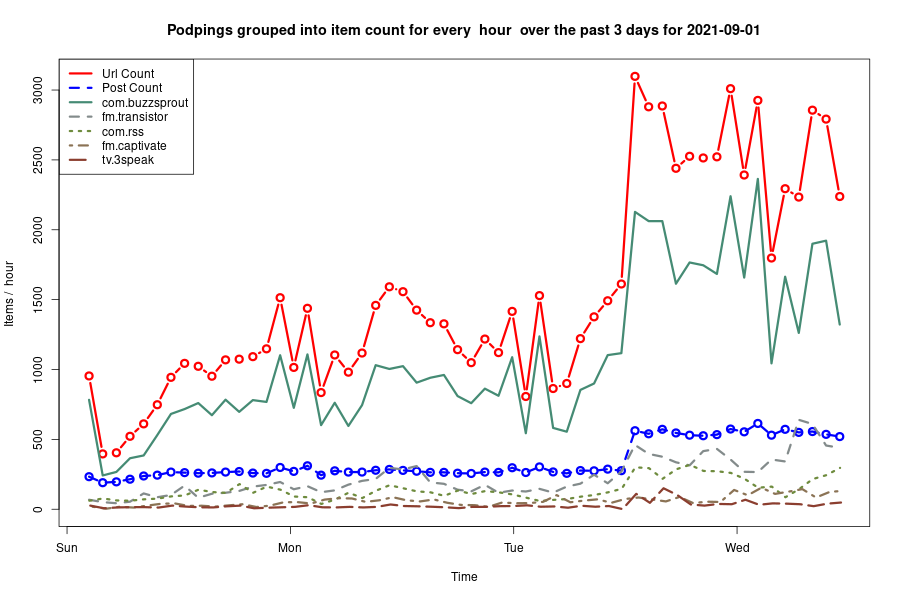 Podpings grouped into item count for every  hour  over the past 3 days for 2021-09-01
Url Count
Post Count
com.buzzsprout
fm.transistor
com.rss
fm.captivate
tv.3speak
Items /  hour
3000
2500
2000
1500
1000
500
0
Sun Mon Tue Wed
Time